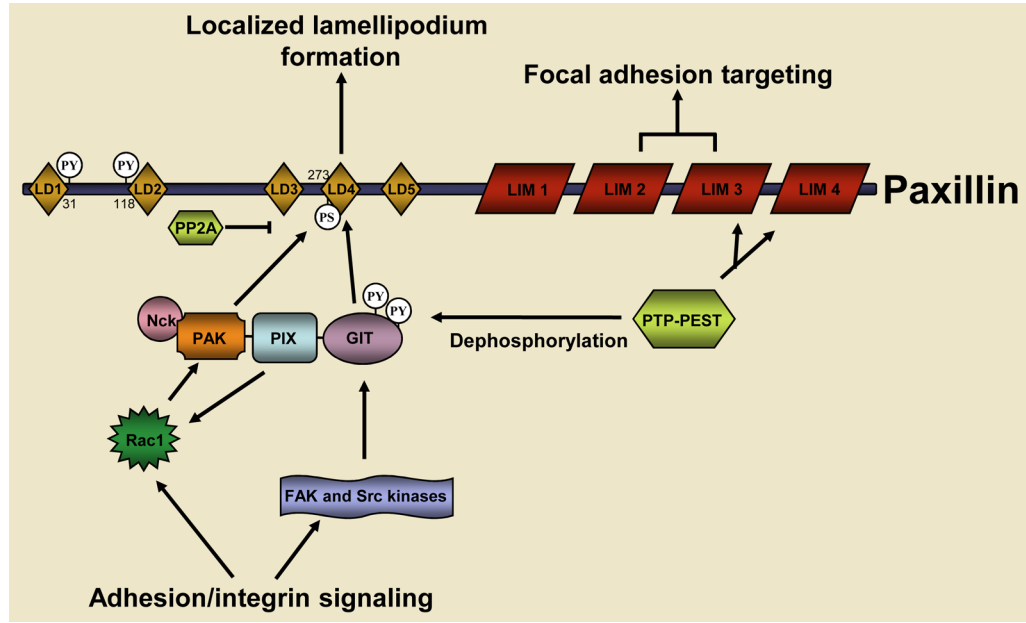 Localized lamellipodium
formation
Focal adhesion targeting
PY
PY
273
LD1
LD2
LD3
LD4
LD5
LIM 1
LIM 2
LIM 3
LIM 4
Paxillin
31
118
PP2A
PS
PY
PY
Nck
PAK
PIX
GIT
PTP-PEST
Dephosphorylation
Rac1
FAK and Src kinases
Adhesion/integrin signaling